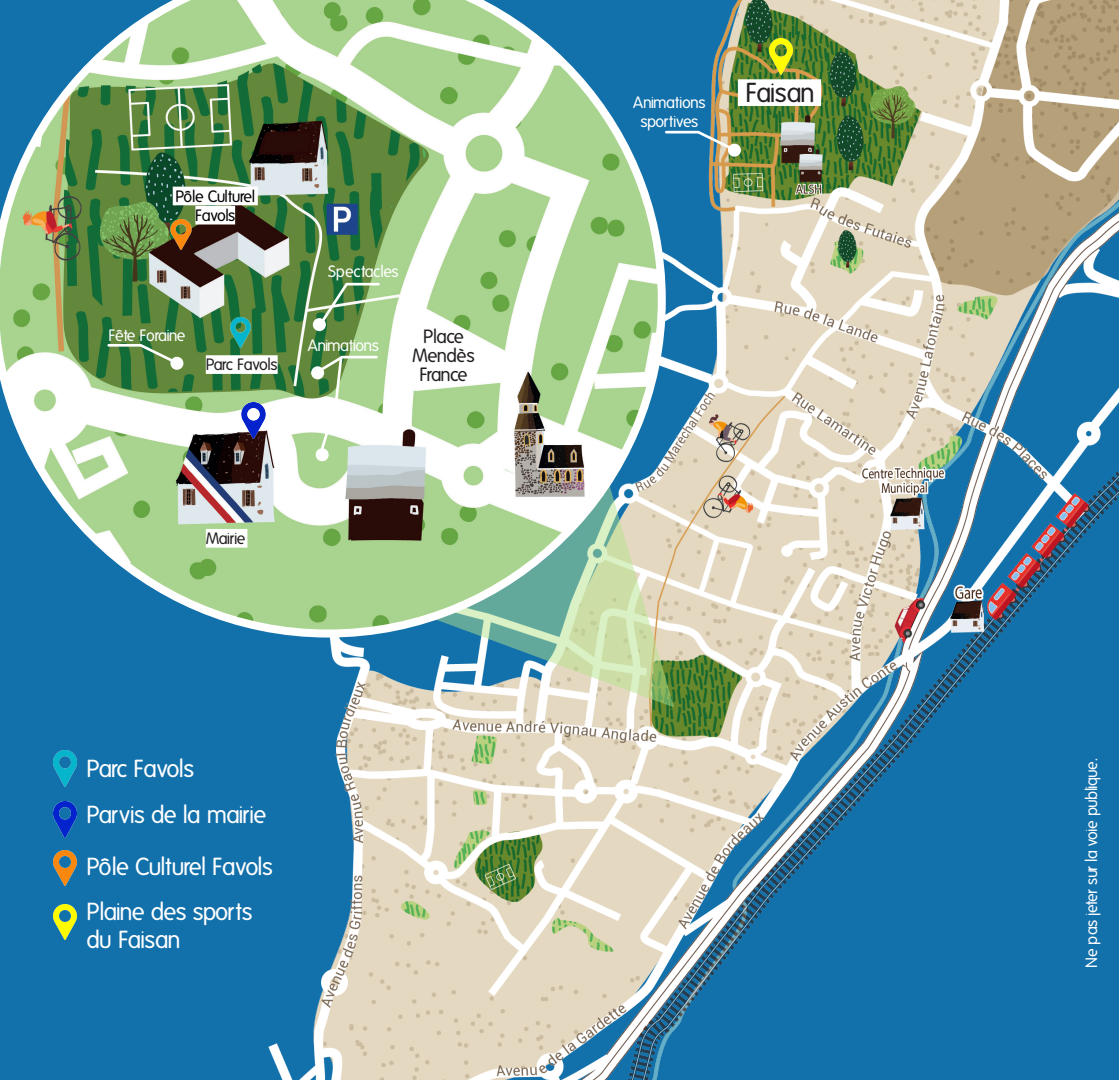 Animations
sportives
Faisan
ALSH
Pôle Culturel
Favols
P
Spectacles
Fête Foraine
Parc Favols
Animations
Place
Mendès
France
Mairie
Rue des Futaies
Rue de la Lande
Avenue Lafontaine
Rue du Maréchal Foch
Rue Lamartine
Rue des Places
Centre Technique
Municipal
Avenue Victor Hugo
Gare
Avenue Austin Conte
Avenue André Vignau Anglade
Avenue Raoul Bourdieux
Avenue de Bordeaux
Avenue des Grittons
Avenue de la Gardette
Parc Favols
Parvis de la mairie
Pôle Culturel Favols
Plaine des sports
du Faisan
Ne pas jeter sur la voie publique.